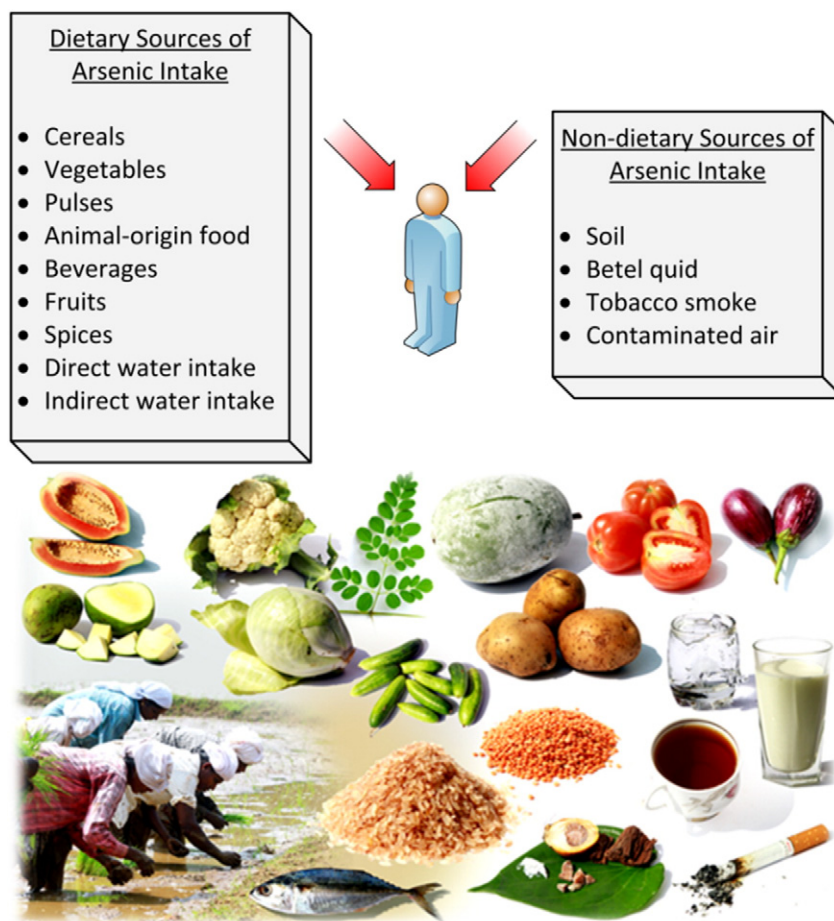 Dietary Sources of
Arsenic Intake
• Cereals
• Vegetables
• Pulses
• Animal-origin food
• Beverages
• Fruits
• Spices
• Direct water intake
• Indirect water intake
Non-dietary Sources of
Arsenic Intake
• Soil
• Betel quid
• Tobacco smoke
• Contaminated air